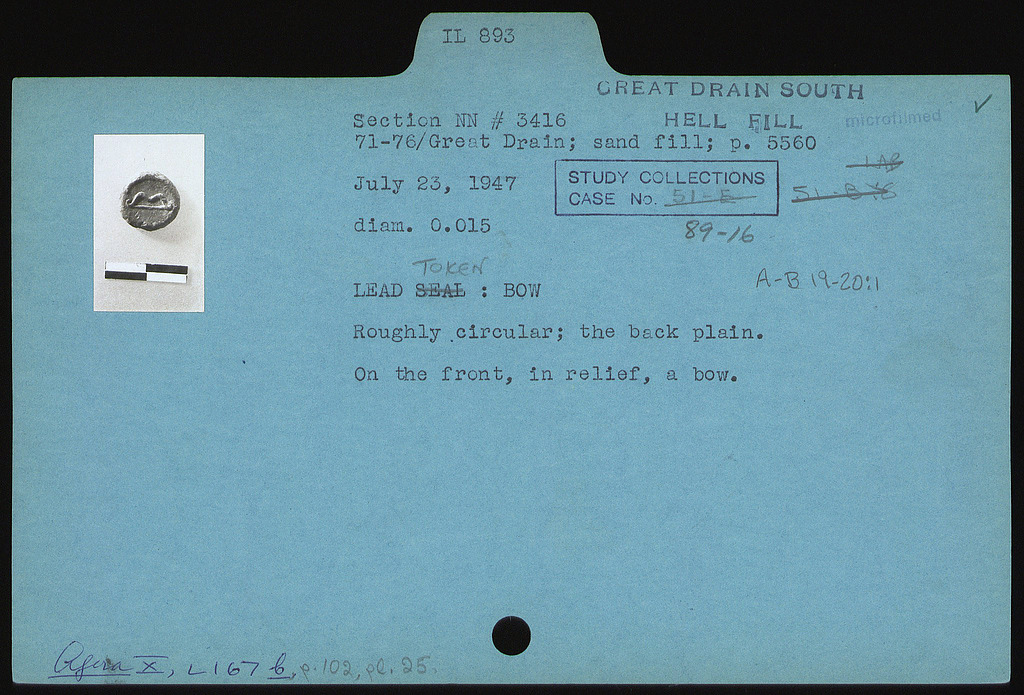 IL 893
GREAT DRAIN SOUTH
Section NN # 3416 HELL FILL microfilmed ✓
71-76/Great Drain; sand fill; p. 5560
LAB
July 23, 1947
STUDY COLLECTIONS
CASE No. 51-E
diam. 0.015
89-16
TOKEN
LEAD SEAL : BOW
A-B 19-20:1
Roughly circular; the back plain.
On the front, in relief, a bow.
Agora X, L167 b, p. 102, pl. 25.